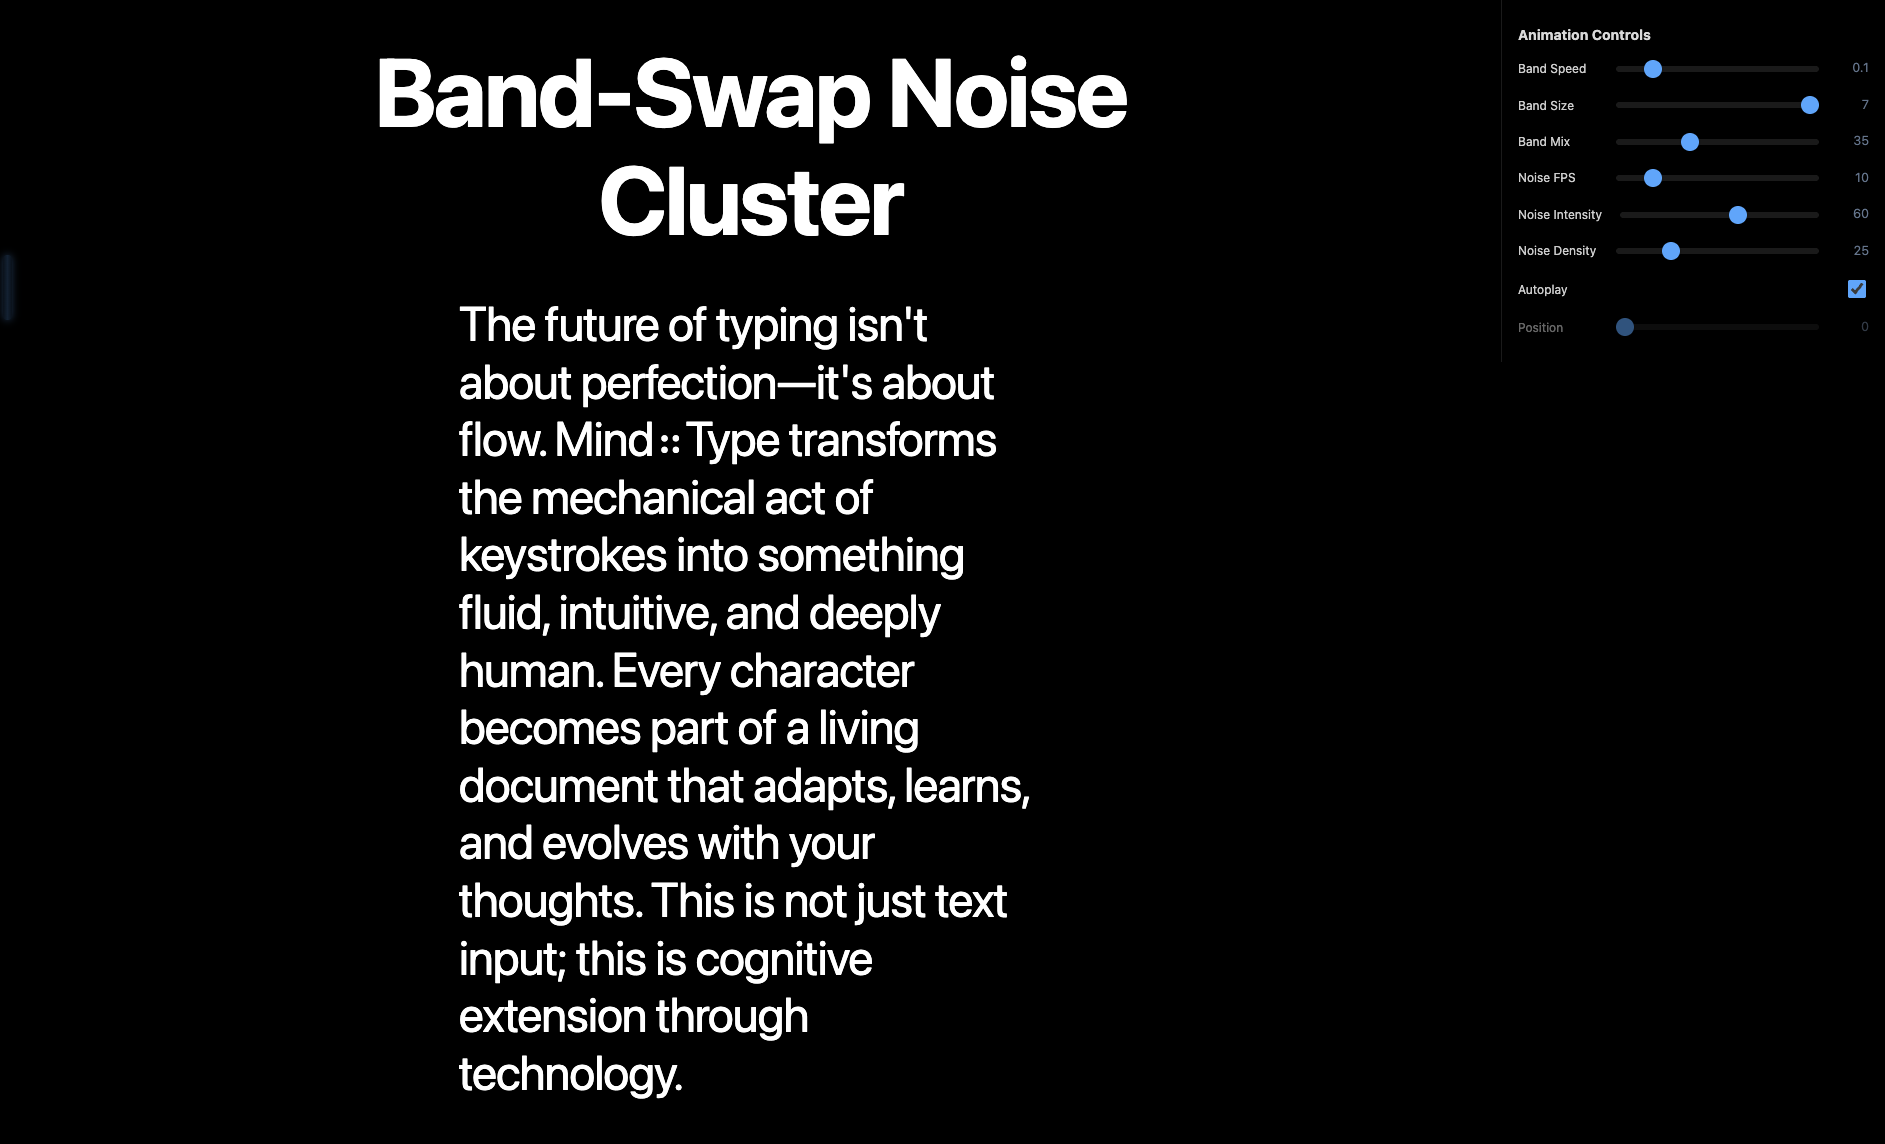 Band-Swap Noise
Cluster
The future of typing isn't
about perfection—it's about
flow. Mind::Type transforms
the mechanical act of
keystrokes into something
fluid, intuitive, and deeply
human. Every character
becomes part of a living
document that adapts, learns,
and evolves with your
thoughts. This is not just text
input; this is cognitive
extension through
technology.
Animation Controls
Band Speed 0.1
Band Size 7
Band Mix 35
Noise FPS 10
Noise Intensity 60
Noise Density 25
Autoplay
Position 0